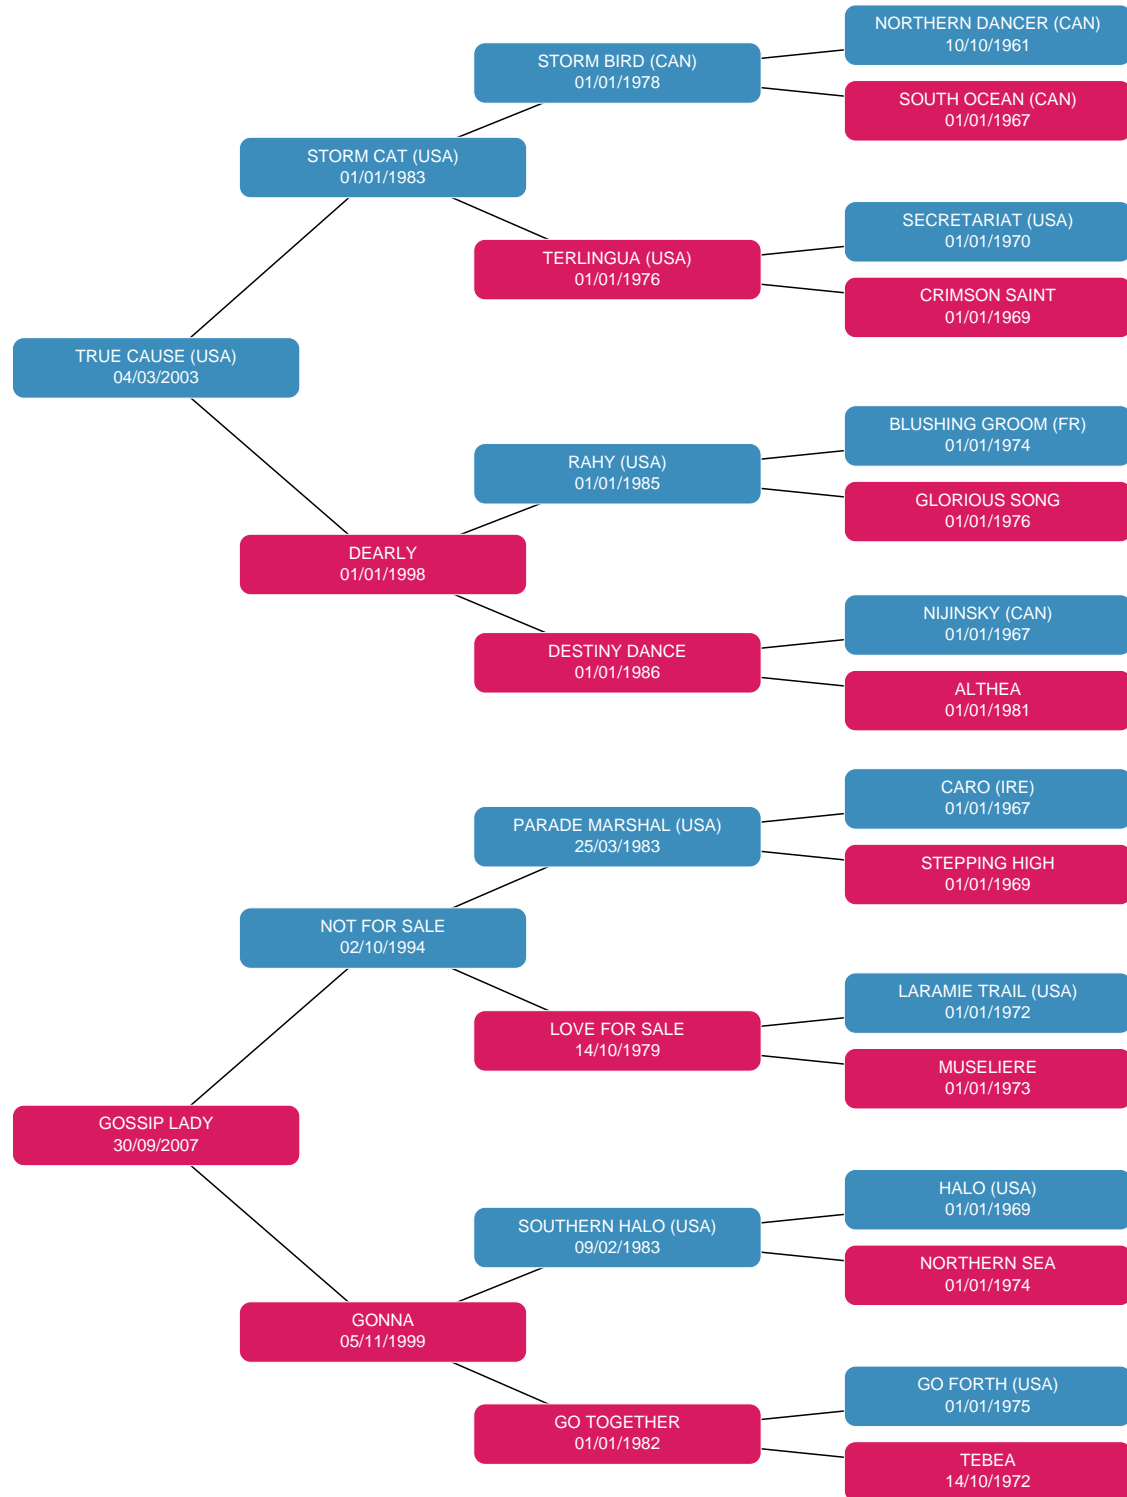 NORTHERN DANCER (CAN)
10/10/1961
STORM BIRD (CAN)
01/01/1978
SOUTH OCEAN (CAN)
01/01/1967
STORM CAT (USA)
01/01/1983
SECRETARIAT (USA)
01/01/1970
TERLINGUA (USA)
01/01/1976
CRIMSON SAINT
01/01/1969
TRUE CAUSE (USA)
04/03/2003
BLUSHING GROOM (FR)
01/01/1974
RAHY (USA)
01/01/1985
GLORIOUS SONG
01/01/1976
DEARLY
01/01/1998
NIJINSKY (CAN)
01/01/1967
DESTINY DANCE
01/01/1986
ALTHEA
01/01/1981
CARO (IRE)
01/01/1967
PARADE MARSHAL (USA)
25/03/1983
STEPPING HIGH
01/01/1969
NOT FOR SALE
02/10/1994
LARAMIE TRAIL (USA)
01/01/1972
LOVE FOR SALE
14/10/1979
MUSELIERE
01/01/1973
GOSSIP LADY
30/09/2007
HALO (USA)
01/01/1969
SOUTHERN HALO (USA)
09/02/1983
NORTHERN SEA
01/01/1974
GONNA
05/11/1999
GO FORTH (USA)
01/01/1975
GO TOGETHER
01/01/1982
TEBEA
14/10/1972